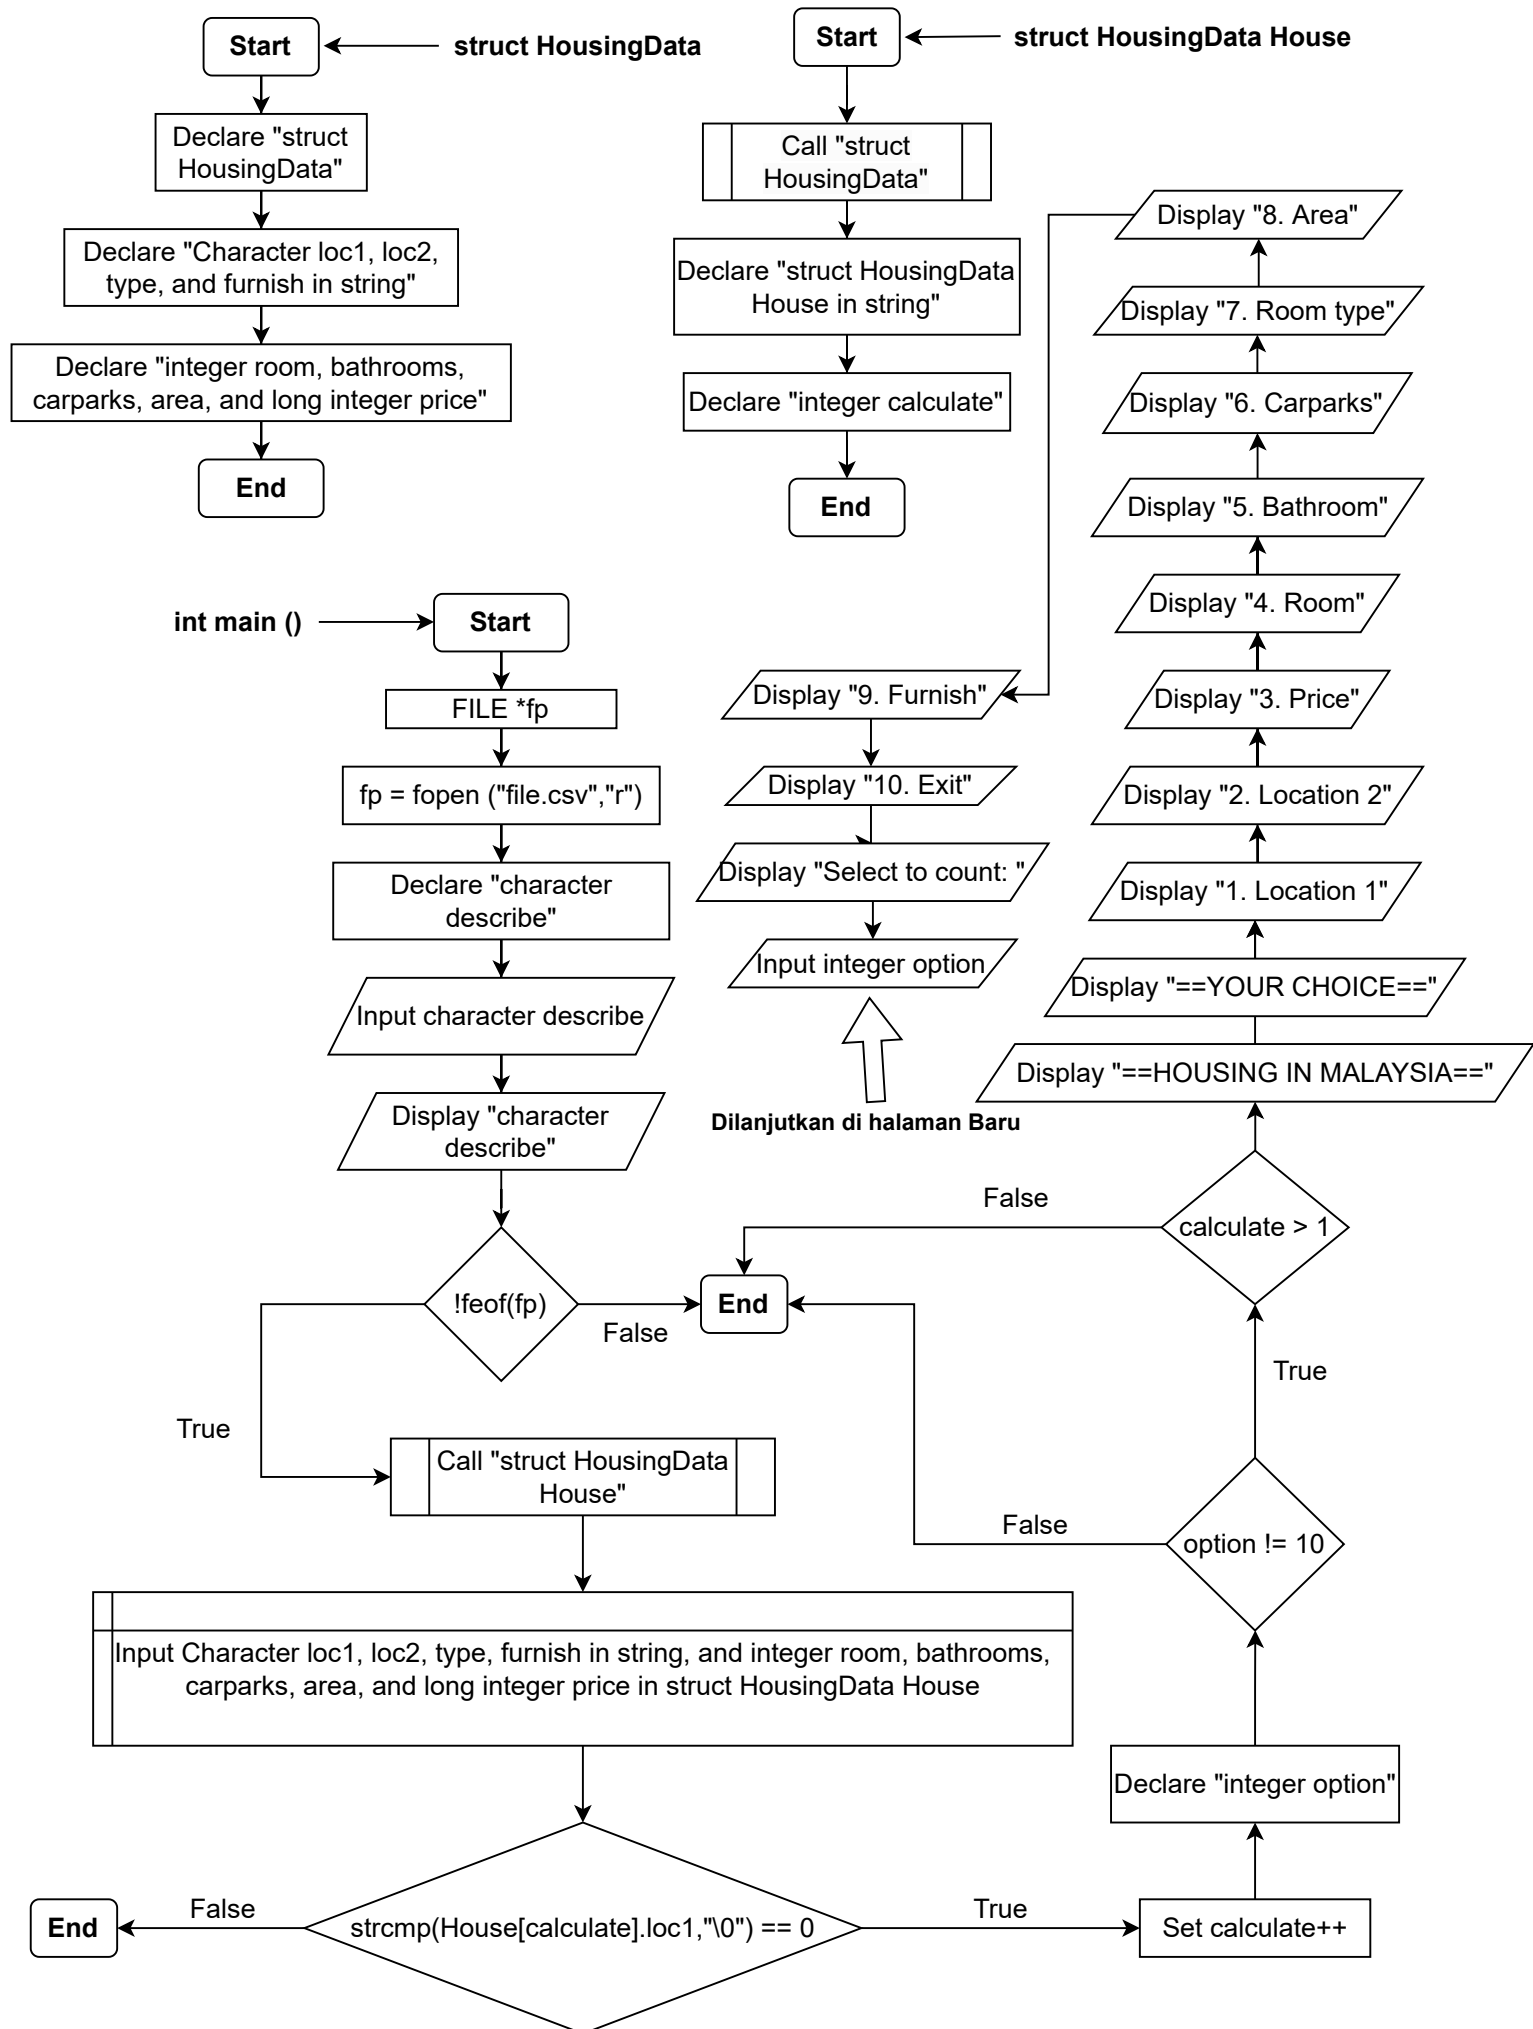 Start
struct HousingData
Declare "struct
HousingData"
Declare "Character loc1, loc2,
type, and furnish in string"
Declare "integer room, bathrooms,
carparks, area, and long integer price"
End
Start
struct HousingData House
Call "struct
HousingData"
Declare "struct HousingData
House in string"
Declare "integer calculate"
End
int main ()
Start
FILE *fp
fp = fopen ("file.csv","r")
Declare "character
describe"
Input character describe
Display "character
describe"
!feof(fp)
False
End
True
Call "struct HousingData
House"
Input Character loc1, loc2, type, furnish in string, and integer room, bathrooms,
carparks, area, and long integer price in struct HousingData House
strcmp(House[calculate].loc1,"\0") == 0
False
End
True
Set calculate++
Declare "integer option"
option != 10
False
True
calculate > 1
False
Display "==HOUSING IN MALAYSIA=="
Display "==YOUR CHOICE=="
Display "1. Location 1"
Display "2. Location 2"
Display "3. Price"
Display "4. Room"
Display "5. Bathroom"
Display "6. Carparks"
Display "7. Room type"
Display "8. Area"
Display "9. Furnish"
Display "10. Exit"
Display "Select to count: "
Input integer option
Dilanjutkan di halaman Baru